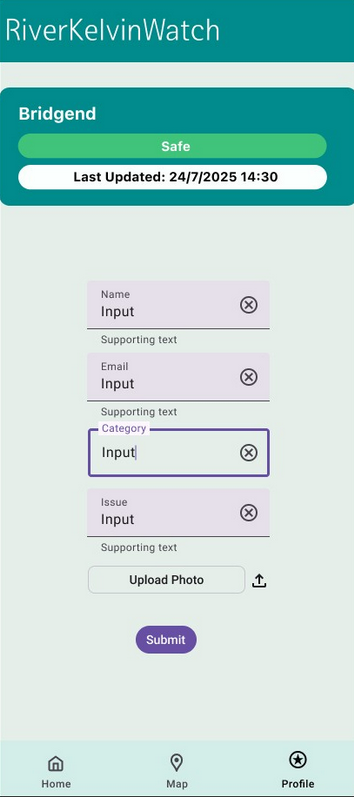 RiverKelvinWatch
Bridgend
Safe
Last Updated: 24/7/2025 14:30
Name
Input
Supporting text
Email
Input
Supporting text
Category
Input
Issue
Input
Supporting text
Upload Photo
Submit
Home Map Profile